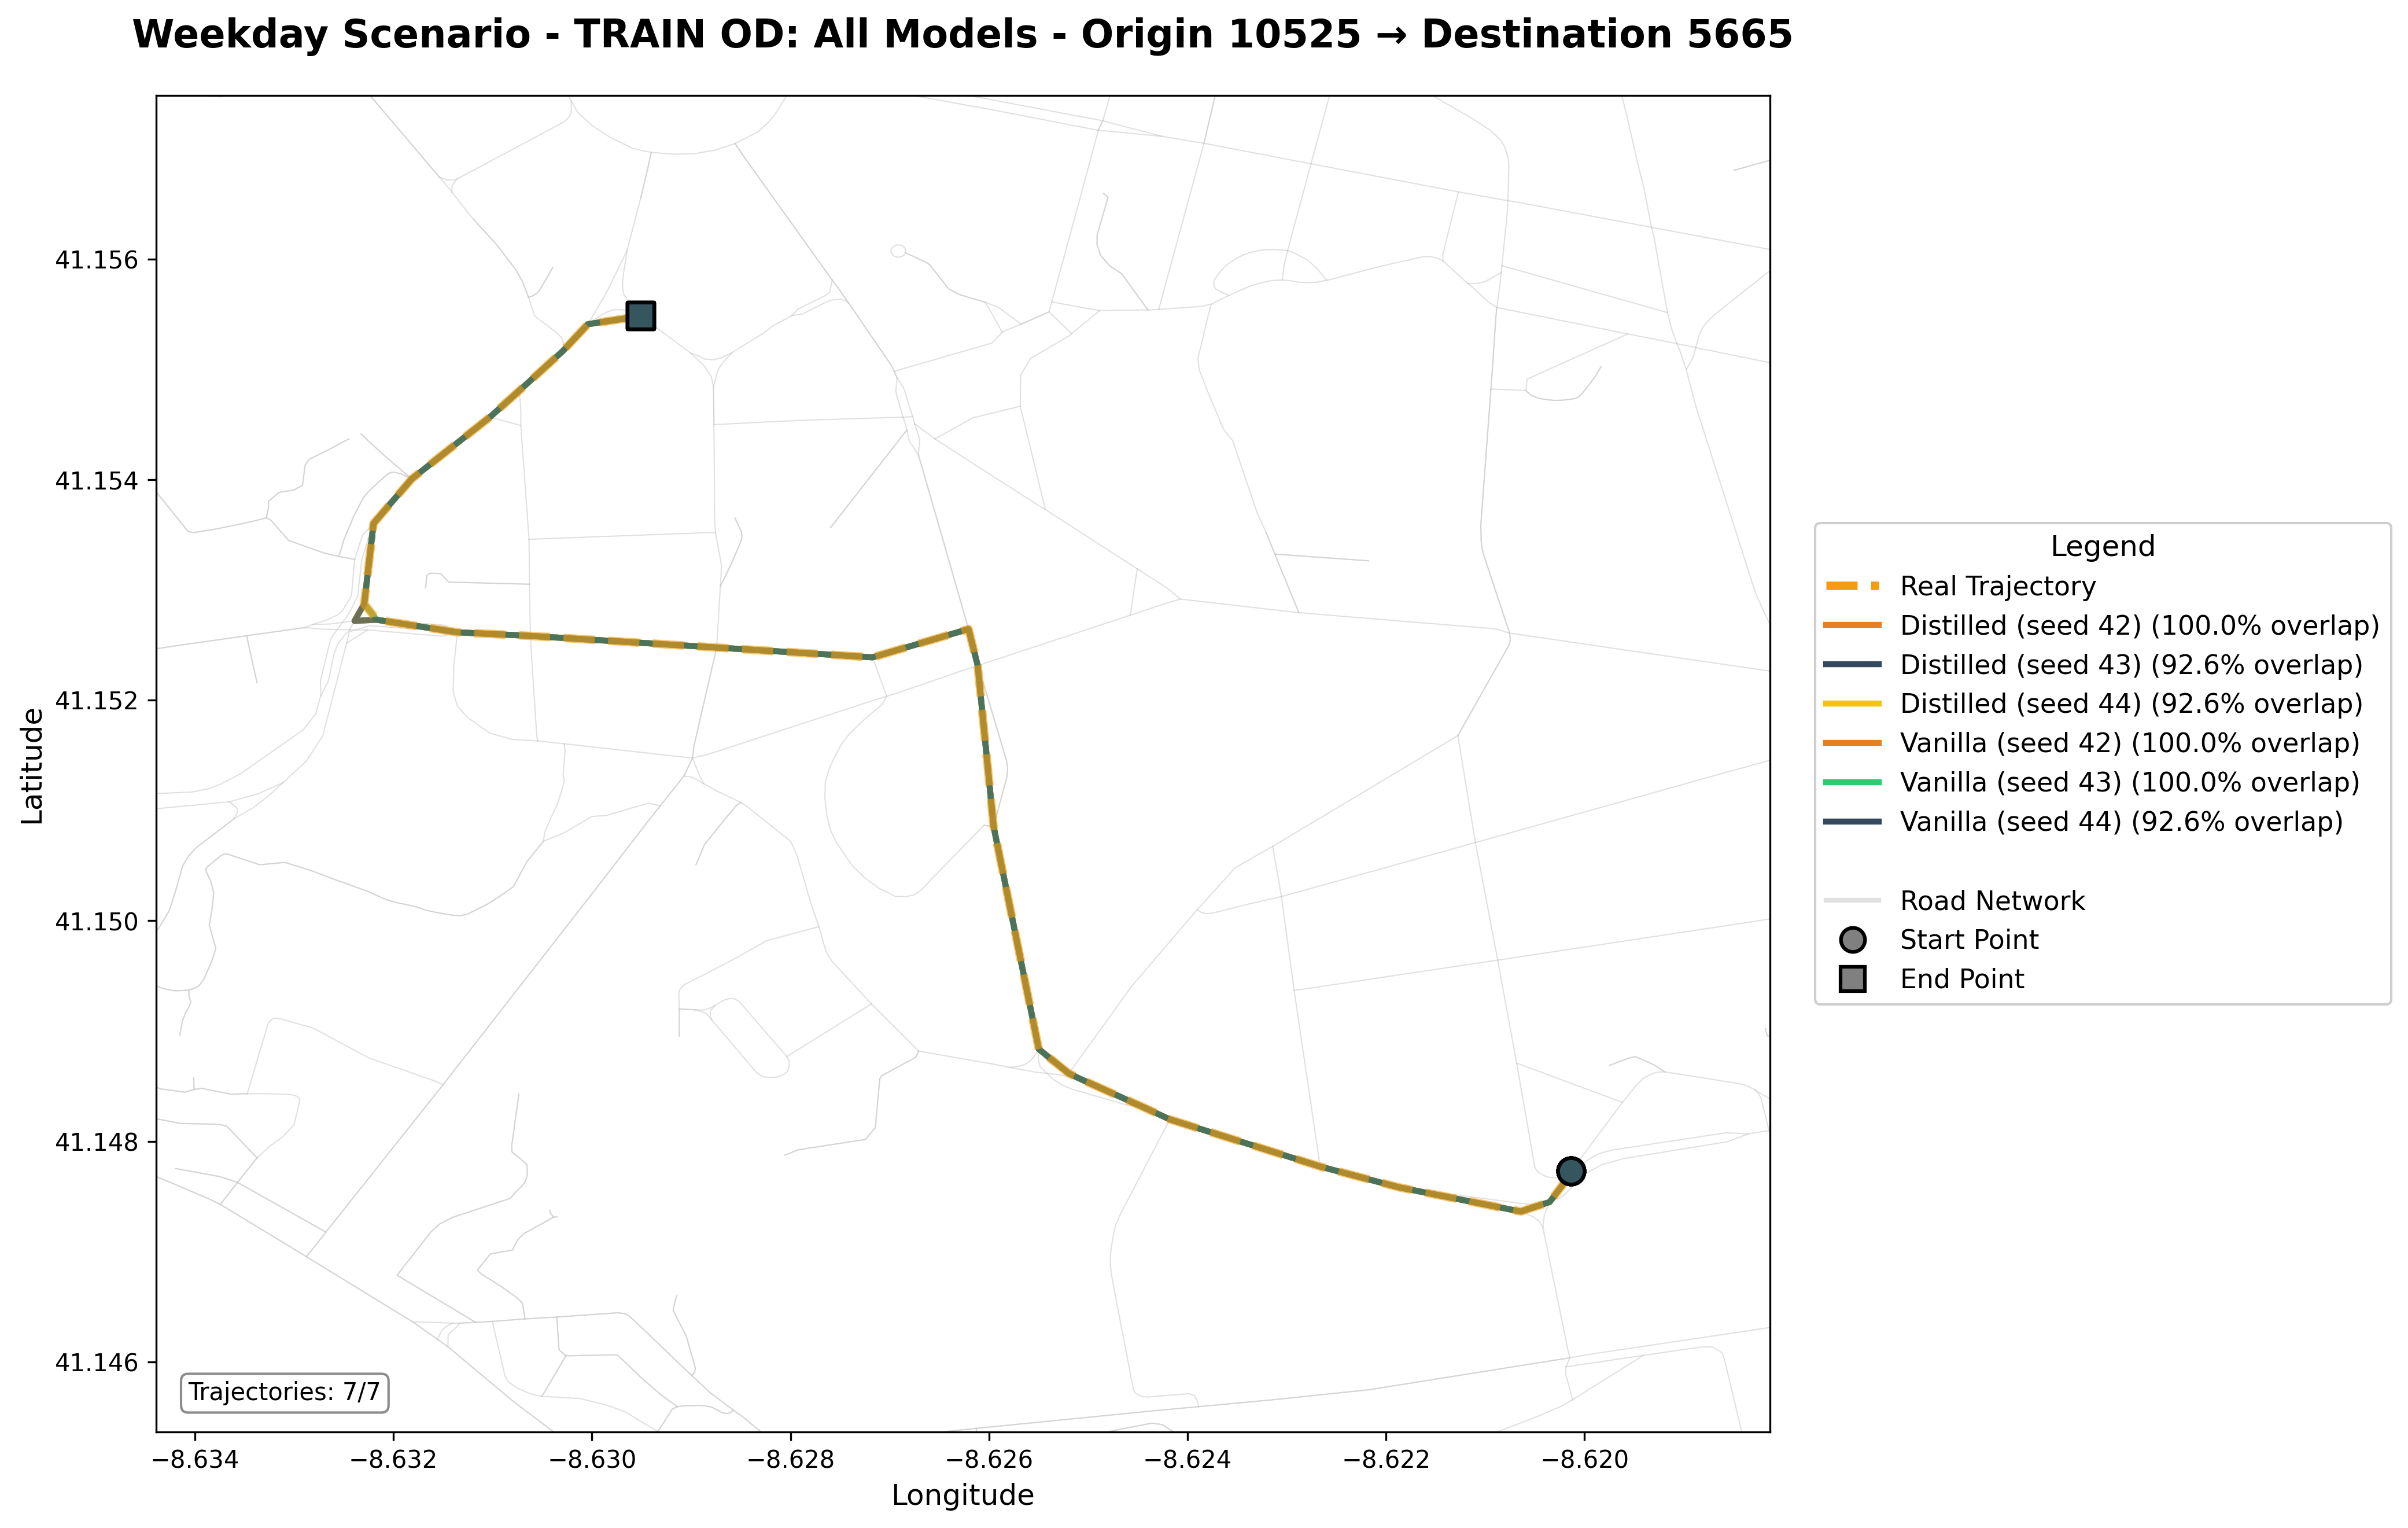 Weekday Scenario - TRAIN OD: All Models - Origin 10525 → Destination 5665
41.156
41.154
41.152
41.150
41.148
41.146
Latitude
−8.634
−8.632
−8.630
−8.628
−8.626
−8.624
−8.622
−8.620
Longitude
Trajectories: 7/7
Legend
Real Trajectory
Distilled (seed 42) (100.0% overlap)
Distilled (seed 43) (92.6% overlap)
Distilled (seed 44) (92.6% overlap)
Vanilla (seed 42) (100.0% overlap)
Vanilla (seed 43) (100.0% overlap)
Vanilla (seed 44) (92.6% overlap)
Road Network
Start Point
End Point